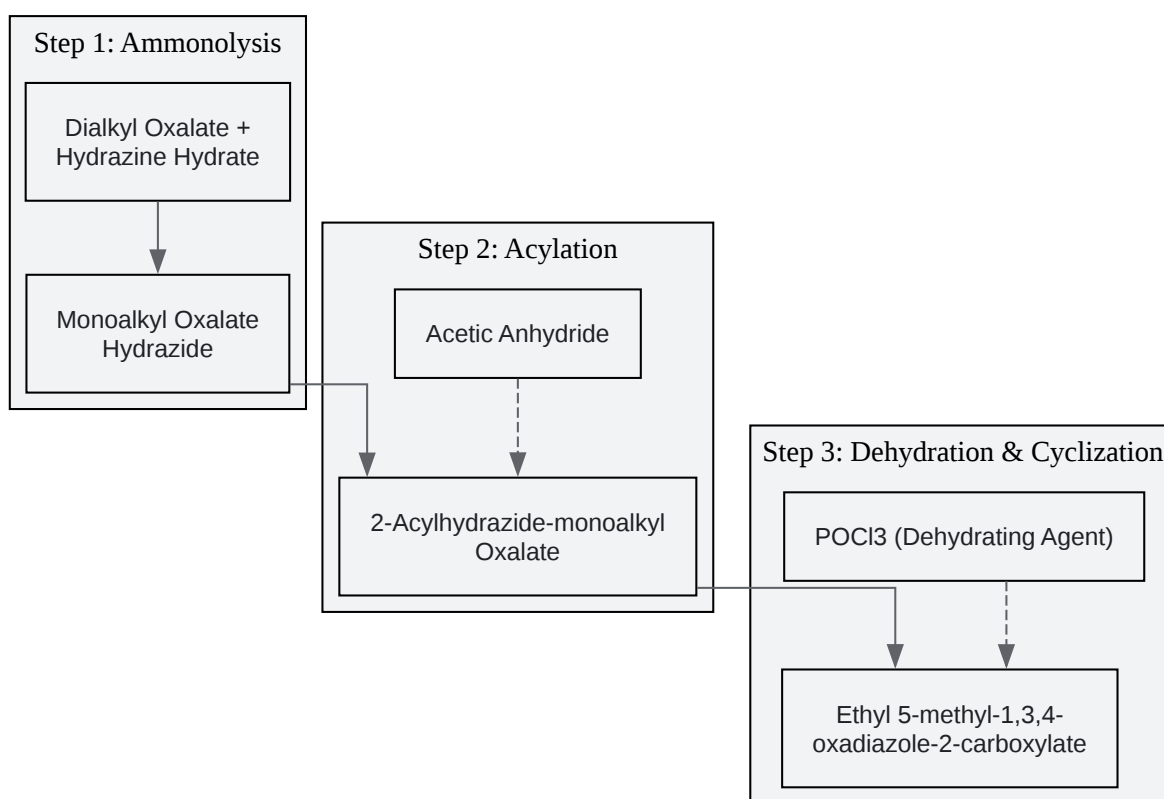 Step 1: Ammonolysis
Dialkyl Oxalate +
Hydrazine Hydrate
Monoalkyl Oxalate
Hydrazide
Step 2: Acylation
Acetic Anhydride
2-Acylhydrazide-monoalkyl
Oxalate
Step 3: Dehydration & Cyclization
POCl3 (Dehydrating Agent)
Ethyl 5-methyl-1,3,4-
oxadiazole-2-carboxylate